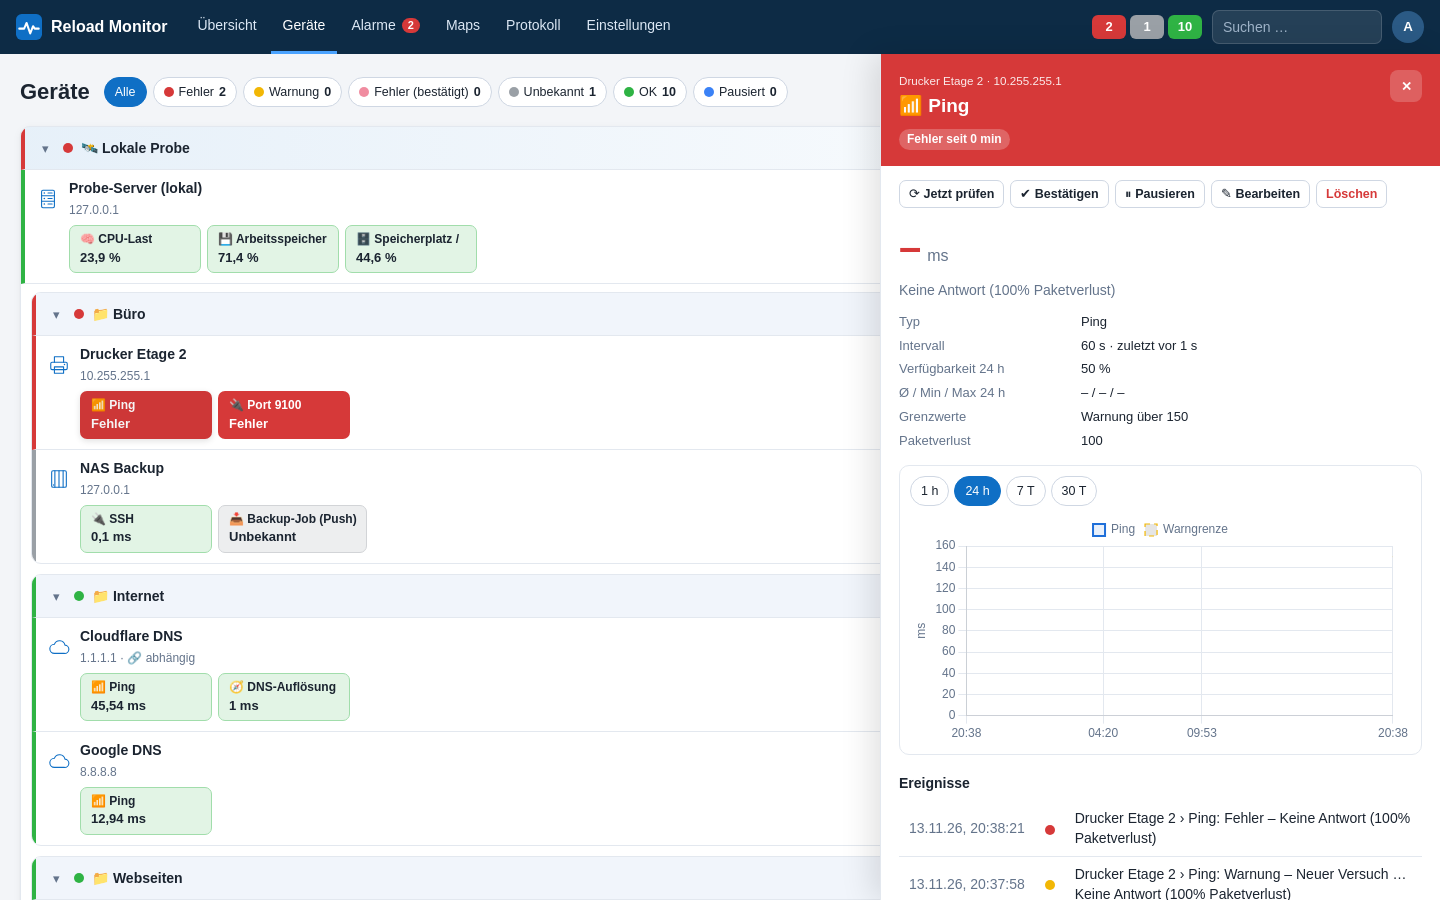 Reload Monitor
Übersicht
Geräte
Alarme 2
Maps
Protokoll
Einstellungen
2 1 10
Suchen …
A
Geräte
Alle
Fehler 2
Warnung 0
Fehler (bestätigt) 0
Unbekannt 1
OK 10
Pausiert 0
Lokale Probe
Probe-Server (lokal)
127.0.0.1
CPU-Last
23,9 %
Arbeitsspeicher
71,4 %
Speicherplatz /
44,6 %
Büro
Drucker Etage 2
10.255.255.1
Ping
Fehler
Port 9100
Fehler
NAS Backup
127.0.0.1
SSH
0,1 ms
Backup-Job (Push)
Unbekannt
Internet
Cloudflare DNS
1.1.1.1 · abhängig
Ping
45,54 ms
DNS-Auflösung
1 ms
Google DNS
8.8.8.8
Ping
12,94 ms
Webseiten
Drucker Etage 2 · 10.255.255.1
Ping
Fehler seit 0 min
Jetzt prüfen
Bestätigen
Pausieren
Bearbeiten
Löschen
– ms
Keine Antwort (100% Paketverlust)
Typ Ping
Intervall 60 s · zuletzt vor 1 s
Verfügbarkeit 24 h 50 %
Ø / Min / Max 24 h – / – / –
Grenzwerte Warnung über 150
Paketverlust 100
1 h 24 h 7 T 30 T
Ping Warngrenze
160
140
120
100
80
60
40
20
0
ms
20:38 04:20 09:53 20:38
Ereignisse
13.11.26, 20:38:21 Drucker Etage 2 › Ping: Fehler – Keine Antwort (100%
Paketverlust)
13.11.26, 20:37:58 Drucker Etage 2 › Ping: Warnung – Neuer Versuch …
Keine Antwort (100% Paketverlust)